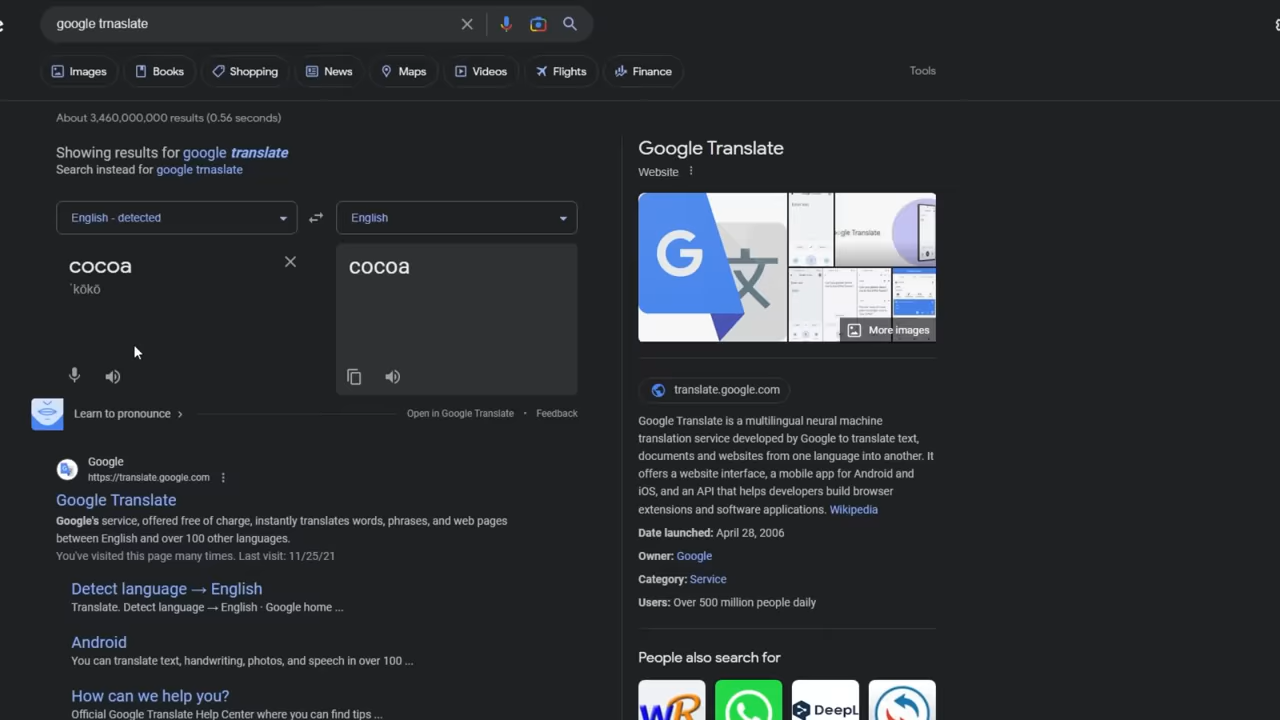 google trnaslate
Images
Books
Shopping
News
Maps
Videos
Flights
Finance
Tools
About 3,460,000,000 results (0.56 seconds)
Showing results for google translate
Search instead for google trnaslate
English - detected
English
cocoa
ˈkōkō
cocoa
Learn to pronounce
Open in Google Translate • Feedback
Google
https://translate.google.com
Google Translate
Google's service, offered free of charge, instantly translates words, phrases, and web pages
between English and over 100 other languages.
You've visited this page many times. Last visit: 11/25/21
Detect language → English
Translate. Detect language → English · Google home ...
Android
You can translate text, handwriting, photos, and speech in over 100 ...
How can we help you?
Official Google Translate Help Center where you can find tips ...
Google Translate
Website
G
文
gle Translate
More images
translate.google.com
Google Translate is a multilingual neural machine
translation service developed by Google to translate text,
documents and websites from one language into another. It
offers a website interface, a mobile app for Android and
iOS, and an API that helps developers build browser
extensions and software applications. Wikipedia
Date launched: April 28, 2006
Owner: Google
Category: Service
Users: Over 500 million people daily
People also search for
WR
DeepL